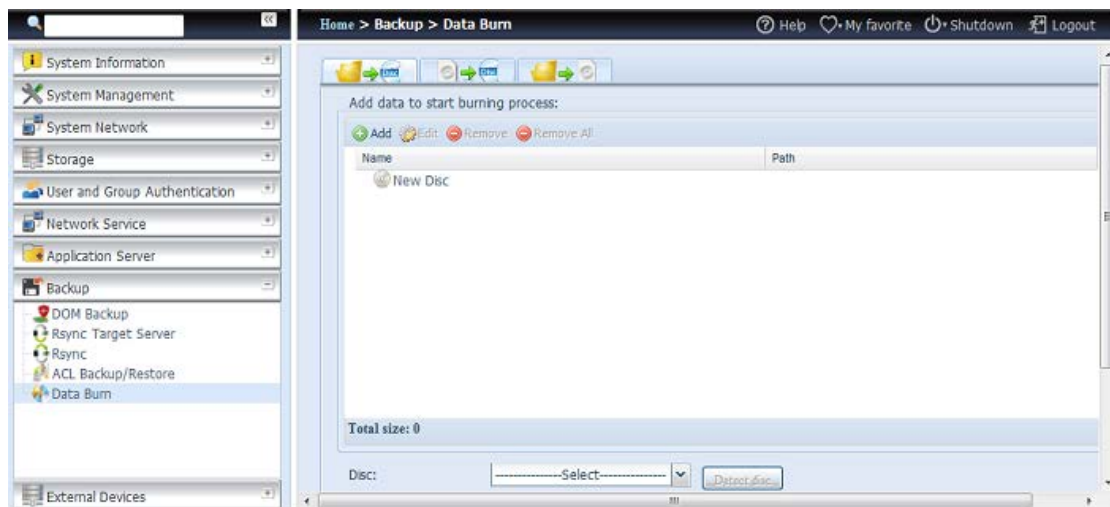 Home > Backup > Data Burn
Help My favorite Shutdown Logout
System Information
System Management
System Network
Storage
User and Group Authentication
Network Service
Application Server
Backup
DOM Backup
Rsync Target Server
Rsync
ACL Backup/Restore
Data Burn
External Devices
Add data to start burning process:
Add Edit Remove Remove All
Name Path
New Disc
Total size: 0
Disc: ---------------Select--------------- Detect disc